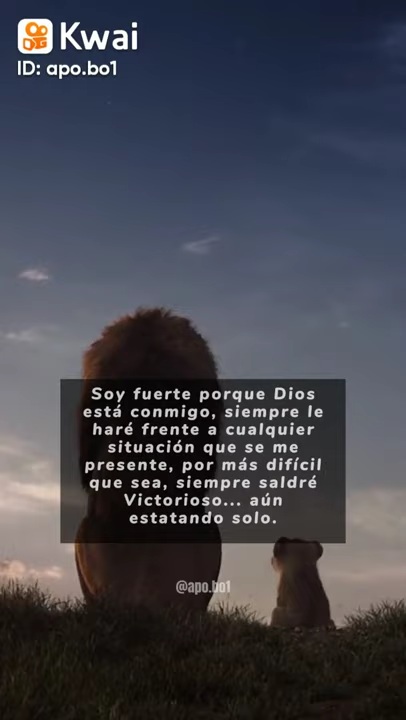 Kwai
ID: apo.bo1
Soy fuerte porque Dios
está conmigo, siempre le
haré frente a cualquier
situación que se me
presente, por más difícil
que sea, siempre saldré
Victorioso... aún
estatando solo.
@apo.bo1